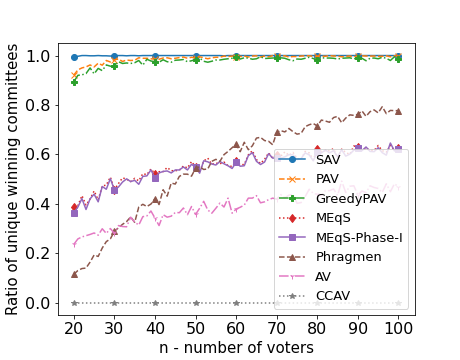 Ratio of unique winning committees
1.0
0.8
0.6
0.4
0.2
0.0
SAV
PAV
GreedyPAV
MEqS
MEqS-Phase-I
Phragmen
AV
CCAV
20 30 40 50 60 70 80 90 100
n - number of voters